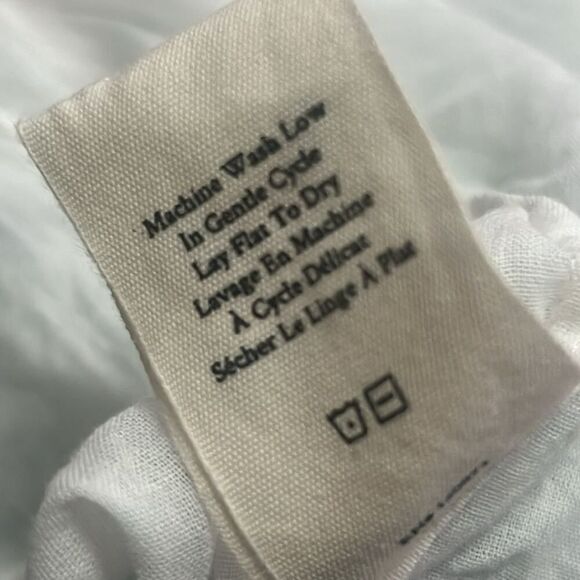 Machine Wash Low
In Gentle Cycle
Lay Flat To Dry
Lavage En Machine
À Cycle Délicat
Sécher Le Linge À Plat